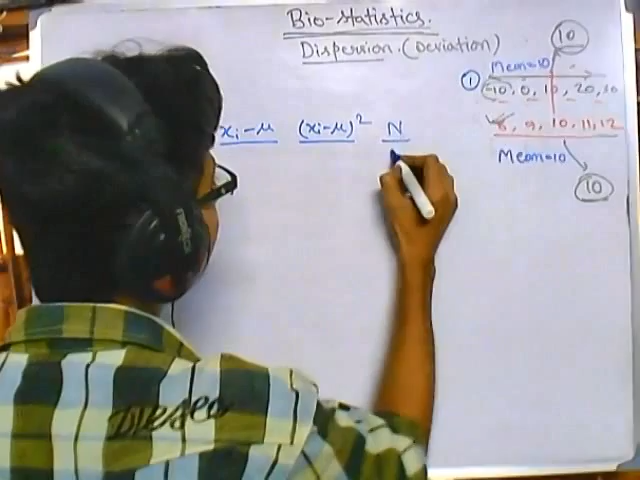 Bio-Statistics.
Dispersion. (Deviation)
10
Mean=10
① -10, 0, 10, 20, 30
8, 9, 10, 11, 12
Mean=10
10
xi-μ (xi-μ)² N
Diesel